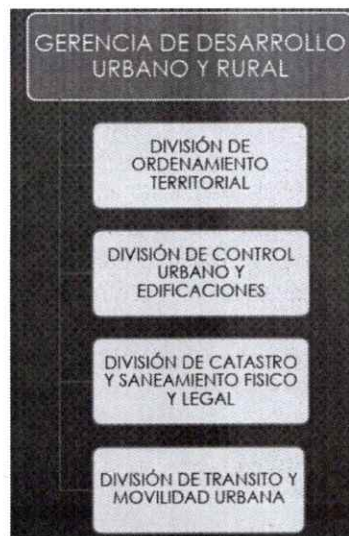 GERENCIA DE DESARROLLO
URBANO Y RURAL
DIVISIÓN DE
ORDENAMIENTO
TERRITORIAL
DIVISIÓN DE CONTROL
URBANO Y
EDIFICACIONES
DIVISIÓN DE CATASTRO
Y SANEAMIENTO FISICO
Y LEGAL
DIVISIÓN DE TRANSITO Y
MOVILIDAD URBANA